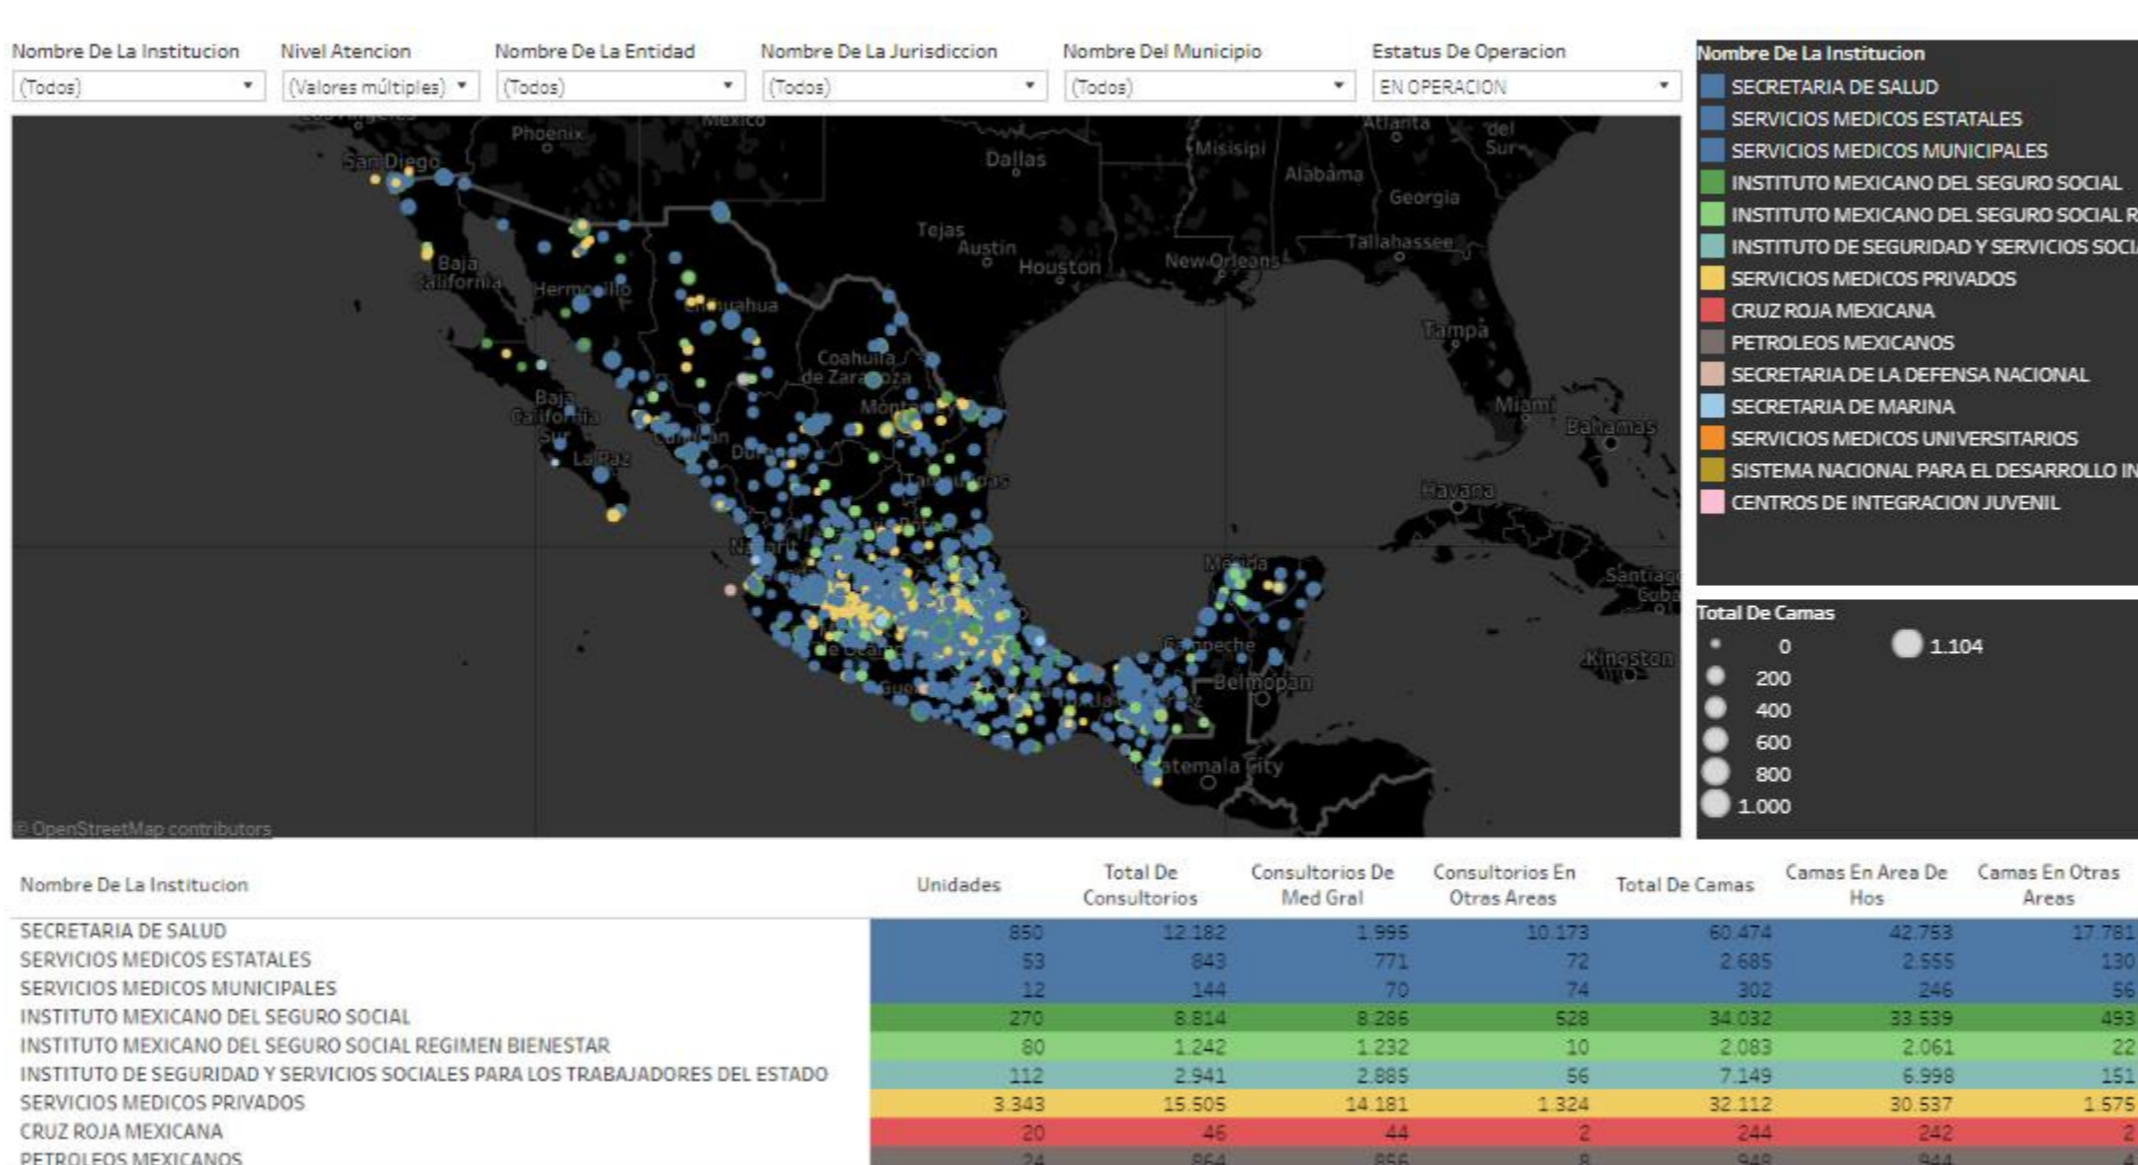 Nombre De La Institucion Nivel Atencion Nombre De La Entidad Nombre De La Jurisdiccion Nombre Del Municipio Estatus De Operacion
(Todos) (Valores múltiples) (Todos) (Todos) (Todos) EN OPERACION
Nombre De La Institucion
SECRETARIA DE SALUD
SERVICIOS MEDICOS ESTATALES
SERVICIOS MEDICOS MUNICIPALES
INSTITUTO MEXICANO DEL SEGURO SOCIAL
INSTITUTO MEXICANO DEL SEGURO SOCIAL R
INSTITUTO DE SEGURIDAD Y SERVICIOS SOCIA
SERVICIOS MEDICOS PRIVADOS
CRUZ ROJA MEXICANA
PETROLEOS MEXICANOS
SECRETARIA DE LA DEFENSA NACIONAL
SECRETARIA DE MARINA
SERVICIOS MEDICOS UNIVERSITARIOS
SISTEMA NACIONAL PARA EL DESARROLLO IN
CENTROS DE INTEGRACION JUVENIL
Total De Camas
0 1.104
200
400
600
800
1.000
Atlanta
del
Sur
Phoenix
San Diego
Dallas
Misisipi
Alabama
Georgia
Tejas
Austin
Houston
New Orleans
Tallahassee
Baja
California
Coahuila
de Zaragoza
Tampa
Miami
Bahamas
Baja
California
Sur
La Paz
Havana
Mérida
Santiago
Cuba
Campeche
Kingston
Belmopan
Guatemala City
© OpenStreetMap contributors
Nombre De La Institucion Unidades Total De Consultorios Consultorios De Med Gral Consultorios En Otras Areas Total De Camas Camas En Area De Hos Camas En Otras Areas
SECRETARIA DE SALUD 850 12.182 1.995 10.173 60.474 42.753 17.781
SERVICIOS MEDICOS ESTATALES 53 843 771 72 2.685 2.555 130
SERVICIOS MEDICOS MUNICIPALES 12 144 70 74 302 246 56
INSTITUTO MEXICANO DEL SEGURO SOCIAL 270 8.814 8.286 528 34.032 33.539 493
INSTITUTO MEXICANO DEL SEGURO SOCIAL REGIMEN BIENESTAR 80 1.242 1.232 10 2.083 2.061 22
INSTITUTO DE SEGURIDAD Y SERVICIOS SOCIALES PARA LOS TRABAJADORES DEL ESTADO 112 2.941 2.885 56 7.149 6.998 151
SERVICIOS MEDICOS PRIVADOS 3.343 15.505 14.181 1.324 32.112 30.537 1.575
CRUZ ROJA MEXICANA 20 46 44 2 244 242 2
PETROLEOS MEXICANOS 24 864 856 8 948 944 4